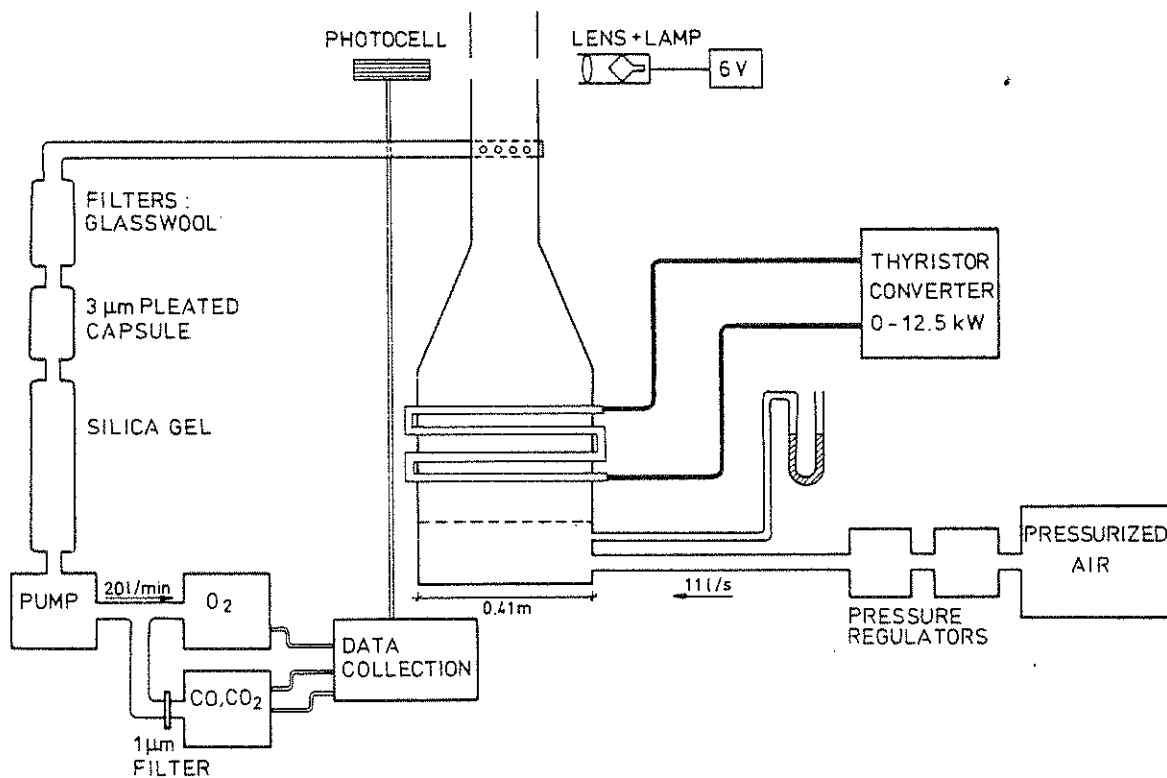 PHOTOCELL
LENS + LAMP
6 V
FILTERS :
GLASSWOOL
3 µm PLEATED
CAPSULE
SILICA GEL
THYRISTOR
CONVERTER
0 - 12.5 kW
PUMP
20 l/min
O₂
CO, CO₂
1 µm
FILTER
DATA
COLLECTION
0.41 m
11 l/s
PRESSURE
REGULATORS
PRESSURIZED
AIR